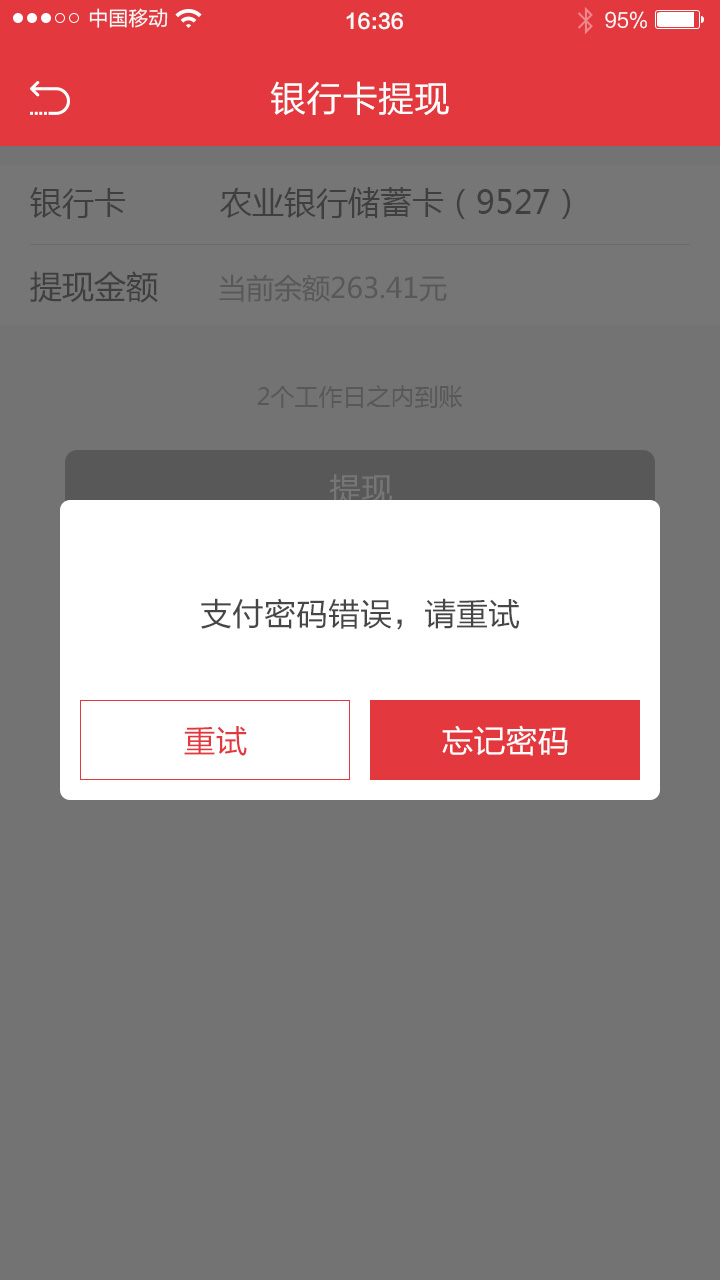 中国移动 16:36 95%
银行卡提现
银行卡 农业银行储蓄卡（9527）
提现金额 当前余额263.41元
2个工作日之内到账
提现
支付密码错误，请重试
重试 忘记密码